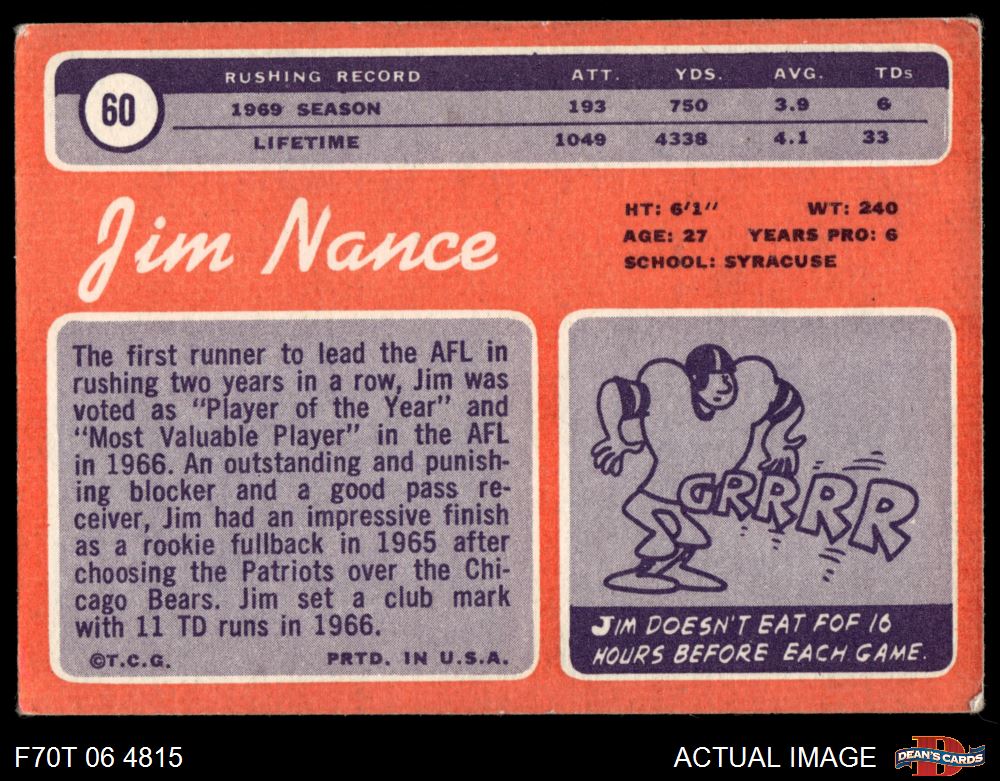 60
RUSHING RECORD ATT. YDS. AVG. TDs
1969 SEASON 193 750 3.9 6
LIFETIME 1049 4338 4.1 33
Jim Nance
HT: 6'1" WT: 240
AGE: 27 YEARS PRO: 6
SCHOOL: SYRACUSE
The first runner to lead the AFL in
rushing two years in a row, Jim was
voted as "Player of the Year" and
"Most Valuable Player" in the AFL
in 1966. An outstanding and punish-
ing blocker and a good pass re-
ceiver, Jim had an impressive finish
as a rookie fullback in 1965 after
choosing the Patriots over the Chi-
cago Bears. Jim set a club mark
with 11 TD runs in 1966.
©T.C.G. PRTD. IN U.S.A.
GRRRR
JIM DOESN'T EAT FOF 16
HOURS BEFORE EACH GAME.
F70T 06 4815
ACTUAL IMAGE
D
DEAN'S CARDS